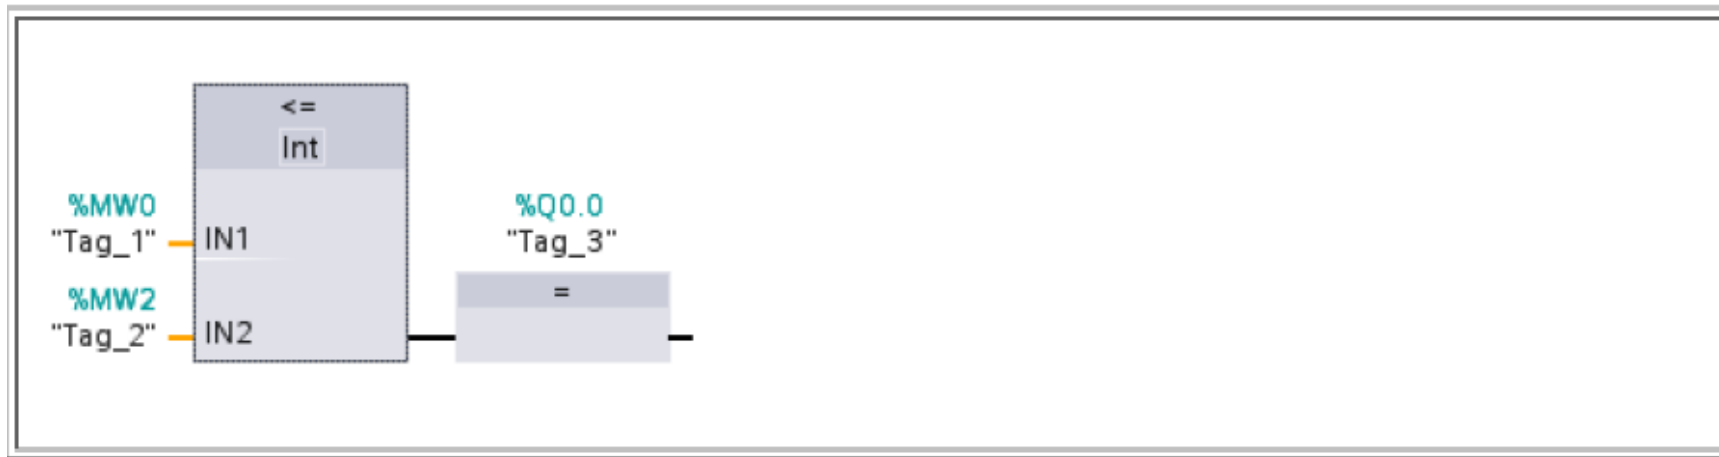 <=
Int
%MW0
"Tag_1"
IN1
%Q0.0
"Tag_3"
%MW2
=
"Tag_2"
IN2